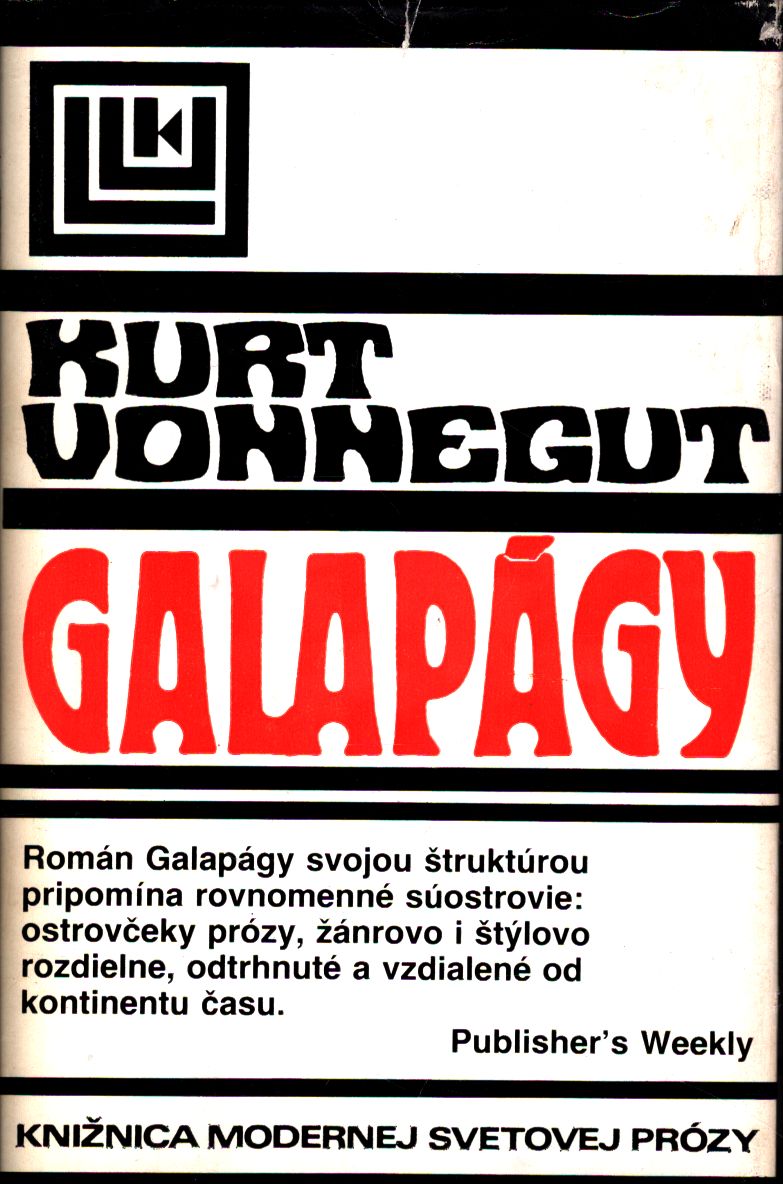 KURT
VONNEGUT
GALAPÁGY
Román Galapágy svojou štruktúrou
pripomína rovnomenné súostrovie:
ostrovčeky prózy, žánrovo i štýlovo
rozdielne, odtrhnuté a vzdialené od
kontinentu času.
Publisher's Weekly
KNIŽNICA MODERNEJ SVETOVEJ PRÓZY